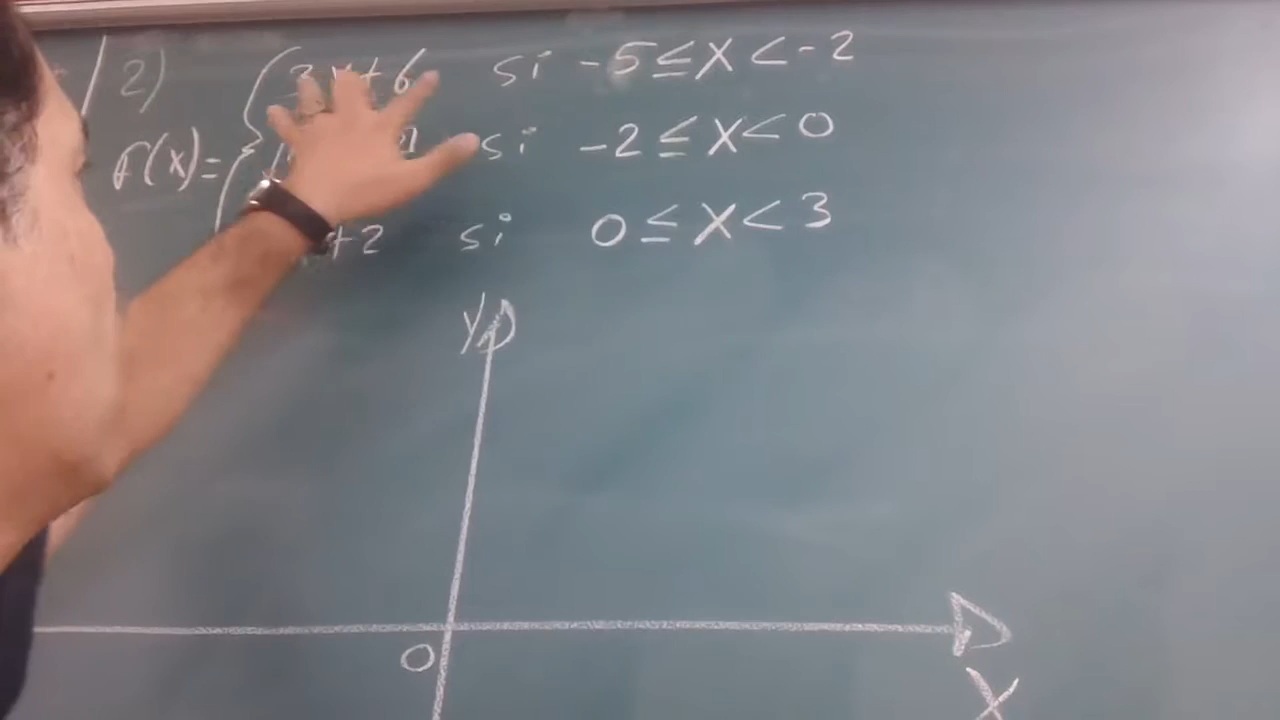 2)
3x+6 si -5≤X<-2
f(x)= si -2≤X<0
+2 si 0≤X<3
y
0
X